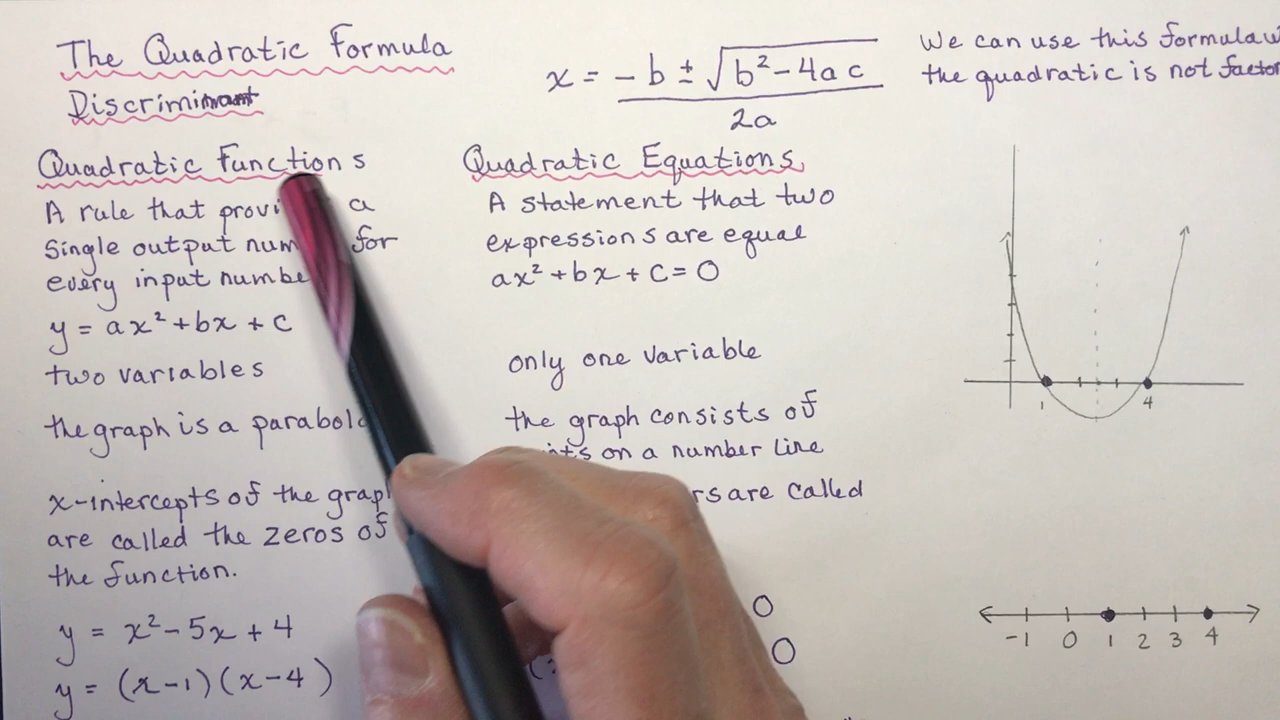 The Quadratic Formula
Discriminant
x = -b ± √(b² - 4ac) / 2a
We can use this formula
the quadratic is not factor
Quadratic Functions
A rule that a
single output for
every input
y = ax² + bx + c
two variables
the graph is a
x-intercepts of the
are called the zeros of
the function.
y = x² - 5x + 4
y = (x-1)(x-4)
Quadratic Equations
A statement that two
expressions are equal
ax² + bx + c = 0
only one variable
the graph consists of
on a number line
are called
0
0
1 4
-1 0 1 2 3 4